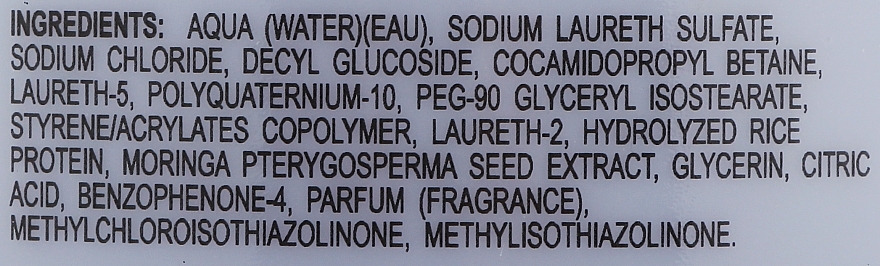 INGREDIENTS: AQUA (WATER)(EAU), SODIUM LAURETH SULFATE,
SODIUM CHLORIDE, DECYL GLUCOSIDE, COCAMIDOPROPYL BETAINE,
LAURETH-5, POLYQUATERNIUM-10, PEG-90 GLYCERYL ISOSTEARATE,
STYRENE/ACRYLATES COPOLYMER, LAURETH-2, HYDROLYZED RICE
PROTEIN, MORINGA PTERYGOSPERMA SEED EXTRACT, GLYCERIN, CITRIC
ACID, BENZOPHENONE-4, PARFUM (FRAGRANCE),
METHYLCHLOROISOTHIAZOLINONE, METHYLISOTHIAZOLINONE.